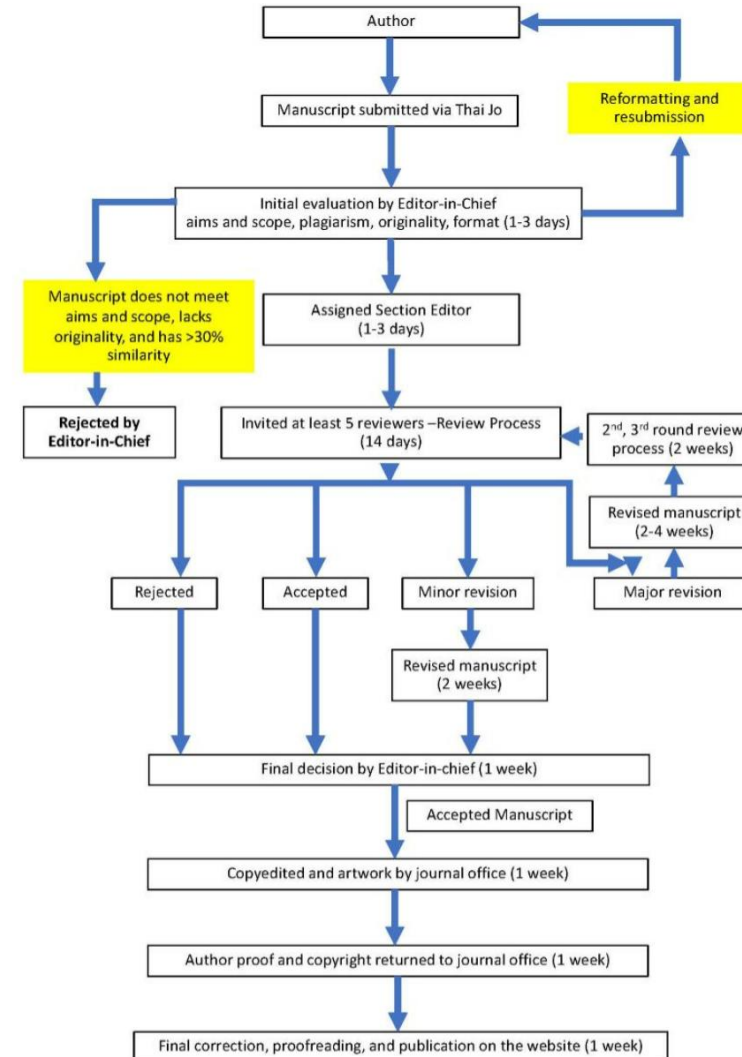 Author
Manuscript submitted via Thai Jo
Reformatting and
resubmission
Initial evaluation by Editor-in-Chief
aims and scope, plagiarism, originality, format (1-3 days)
Manuscript does not meet
aims and scope, lacks
originality, and has >30%
similarity
Assigned Section Editor
(1-3 days)
Rejected by
Editor-in-Chief
Invited at least 5 reviewers –Review Process
(14 days)
2nd, 3rd round review
process (2 weeks)
Revised manuscript
(2-4 weeks)
Rejected
Accepted
Minor revision
Major revision
Revised manuscript
(2 weeks)
Final decision by Editor-in-chief (1 week)
Accepted Manuscript
Copyedited and artwork by journal office (1 week)
Author proof and copyright returned to journal office (1 week)
Final correction, proofreading, and publication on the website (1 week)